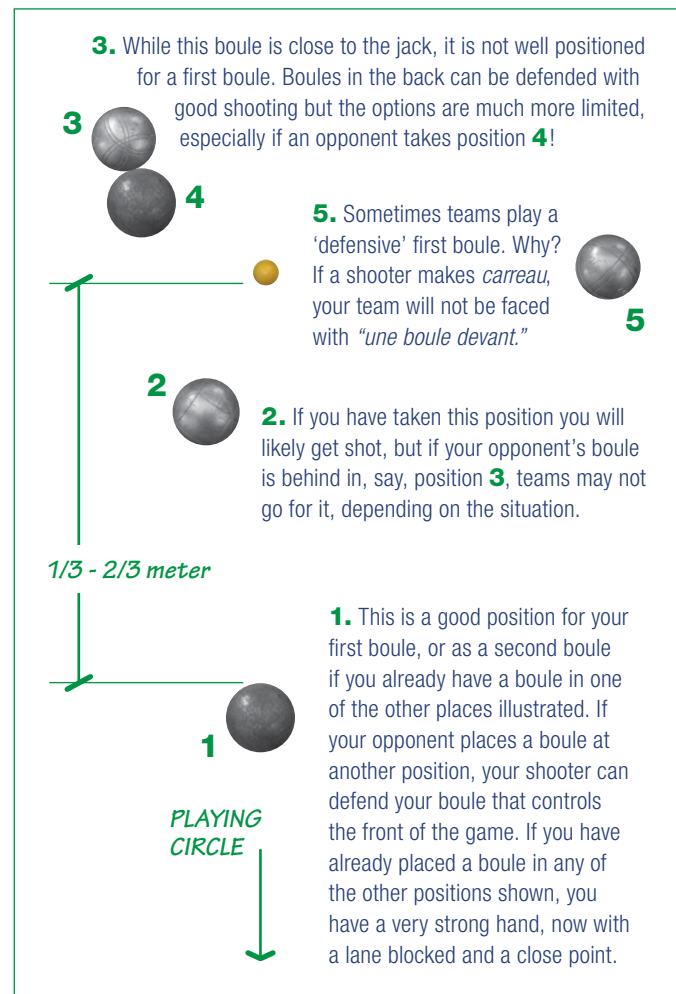 3. While this boule is close to the jack, it is not well positioned
for a first boule. Boules in the back can be defended with
good shooting but the options are much more limited,
especially if an opponent takes position 4!
3
4
5. Sometimes teams play a
‘defensive’ first boule. Why?
If a shooter makes carreau,
your team will not be faced
with “une boule devant.”
5
2
2. If you have taken this position you will
likely get shot, but if your opponent’s boule
is behind in, say, position 3, teams may not
go for it, depending on the situation.
1/3 - 2/3 meter
1. This is a good position for your
first boule, or as a second boule
if you already have a boule in one
of the other places illustrated. If
your opponent places a boule at
another position, your shooter can
defend your boule that controls
the front of the game. If you have
already placed a boule in any of
the other positions shown, you
have a very strong hand, now with
a lane blocked and a close point.
1
PLAYING
CIRCLE